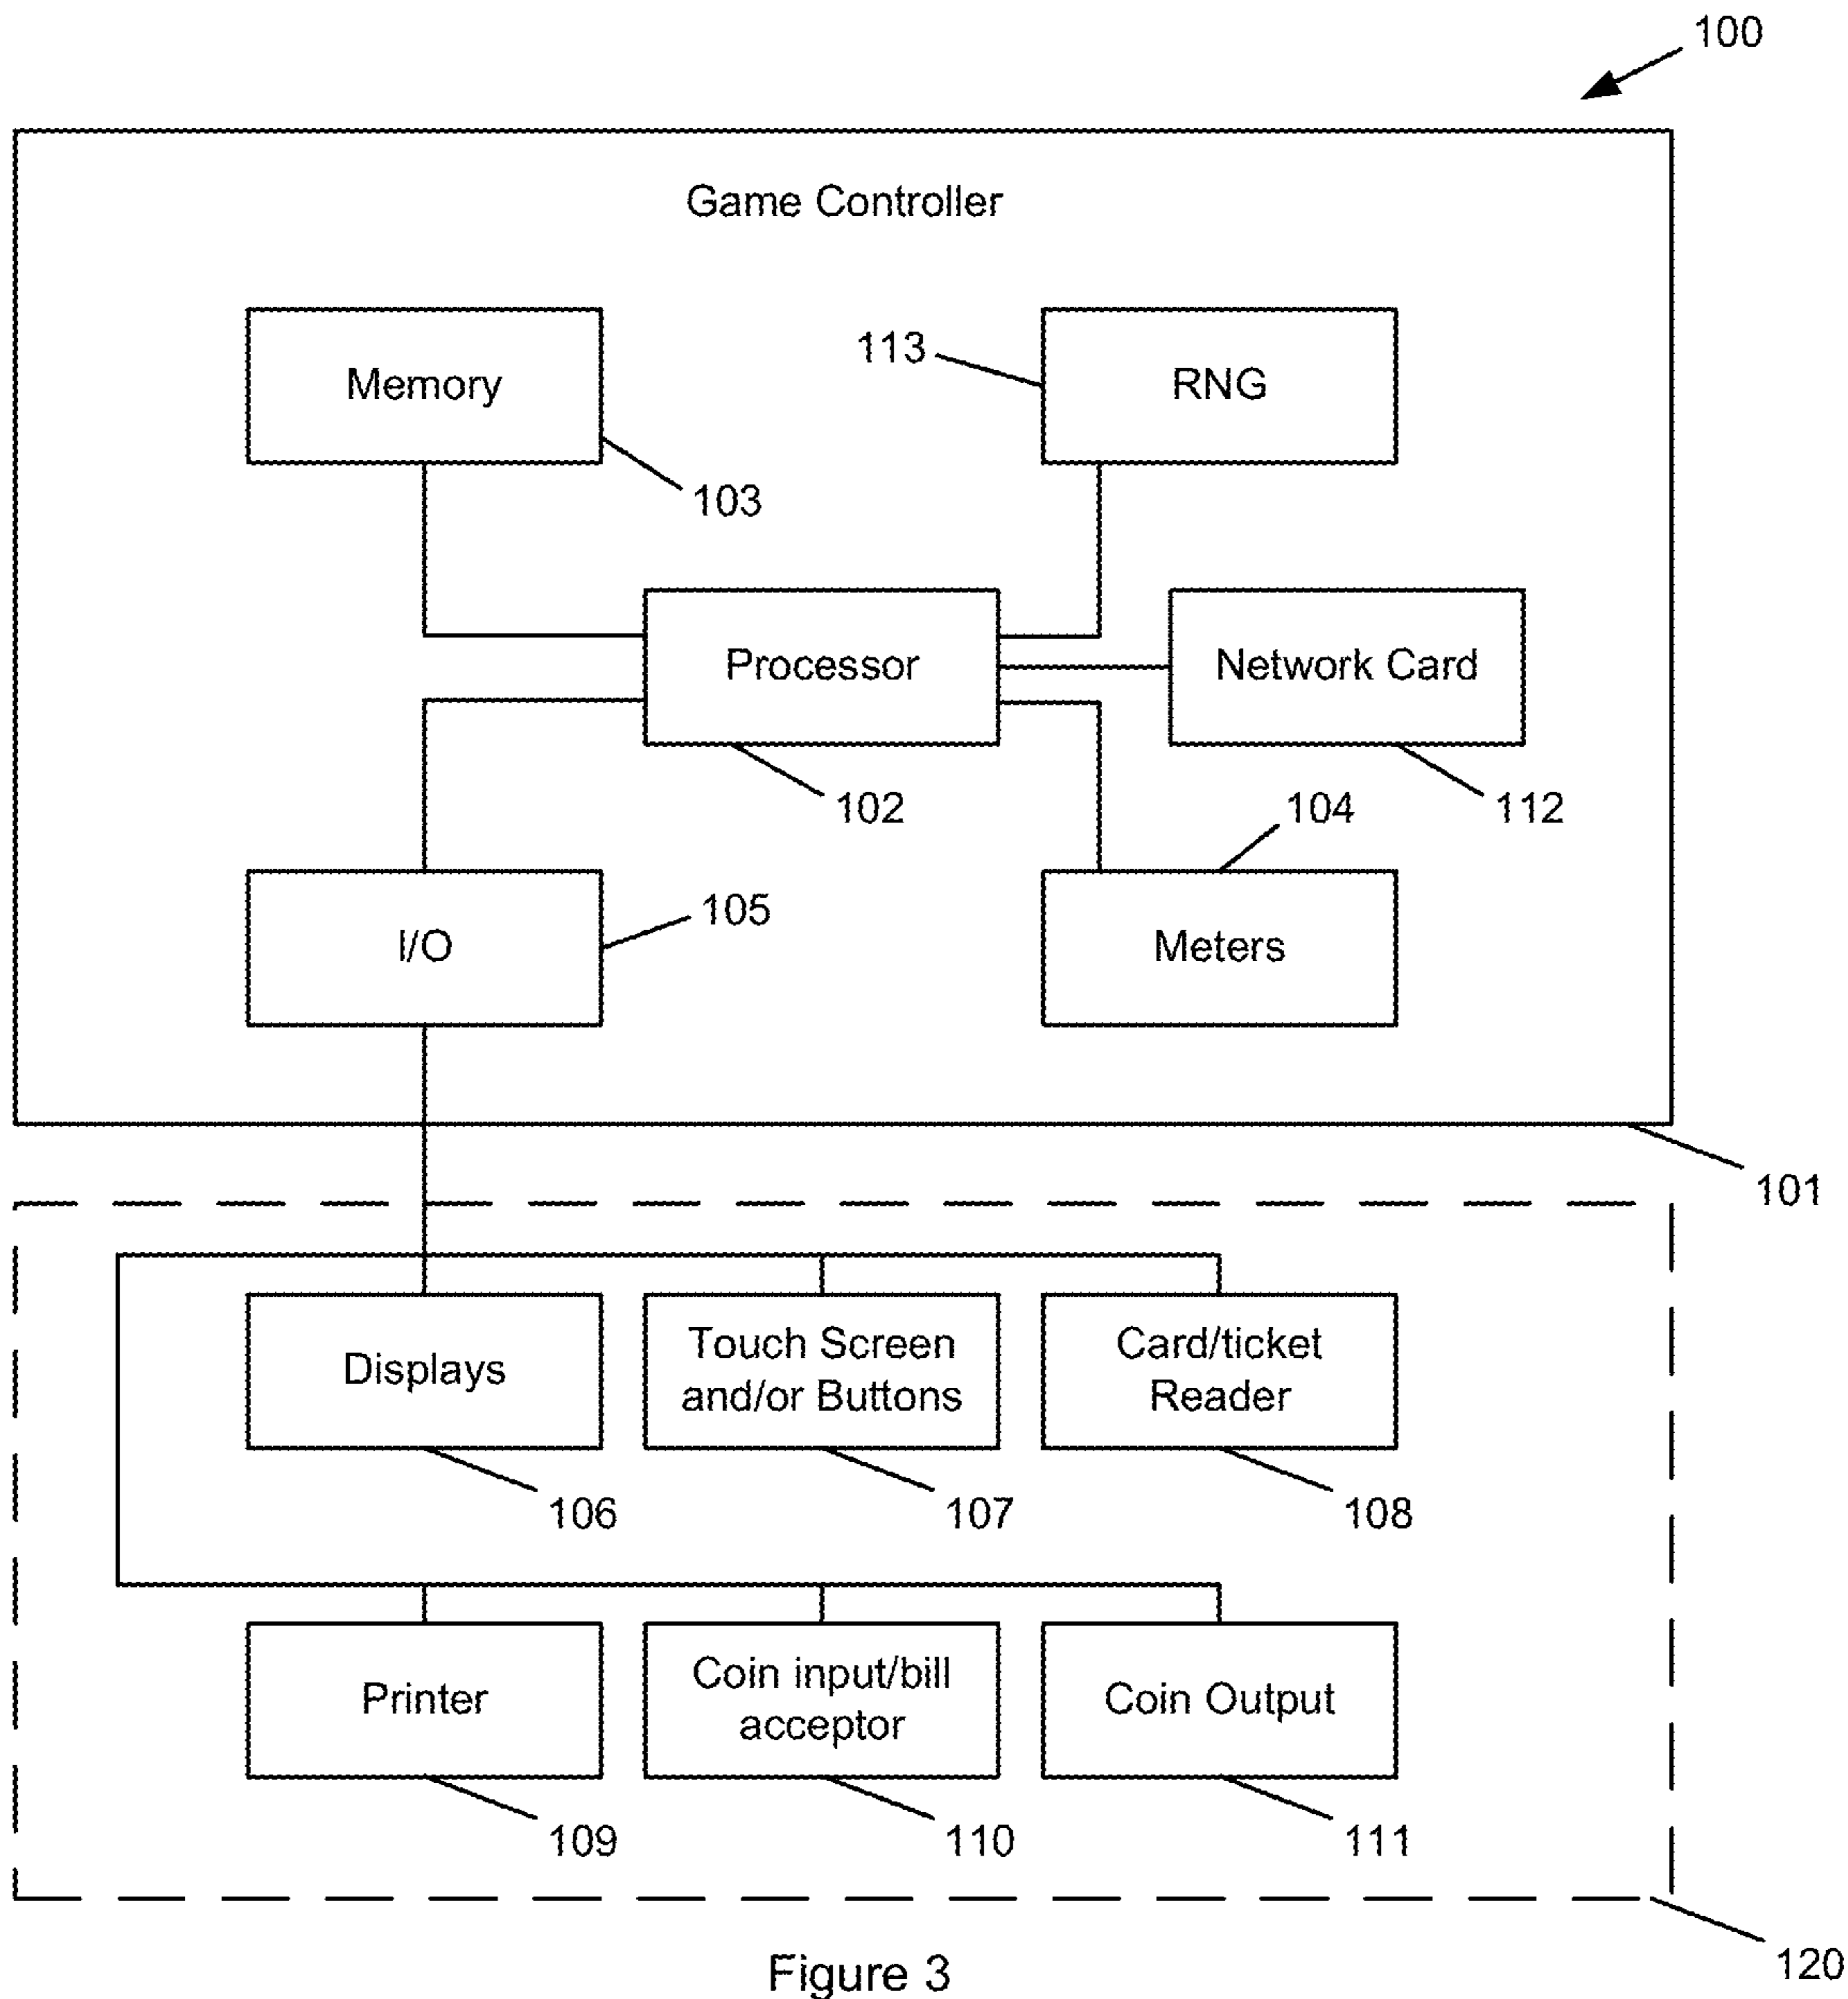 100
Game Controller
Memory
113
RNG
103
Processor
Network Card
102
104
112
I/O
105
Meters
101
Displays
Touch Screen
and/or Buttons
Card/ticket
Reader
106
107
108
Printer
Coin input/bill
acceptor
Coin Output
109
110
111
120
Figure 3